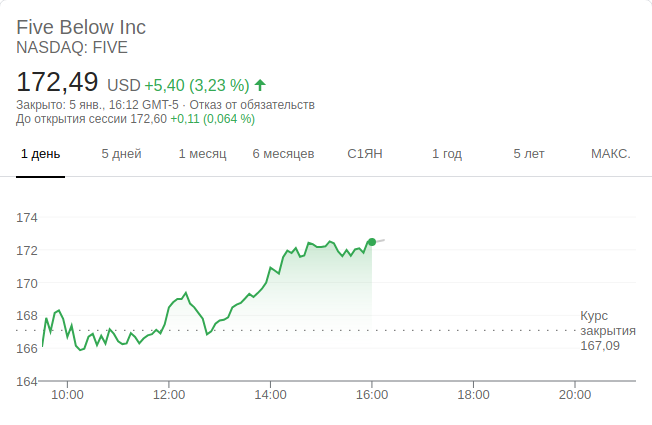 Five Below Inc
NASDAQ: FIVE
172,49 USD +5,40 (3,23 %)
Закрыто: 5 янв., 16:12 GMT-5 · Отказ от обязательств
До открытия сессии 172,60 +0,11 (0,064 %)
1 день 5 дней 1 месяц 6 месяцев С1ЯН 1 год 5 лет МАКС.
174
172
170
168
166
164
Курс
закрытия
167,09
10:00 12:00 14:00 16:00 18:00 20:00